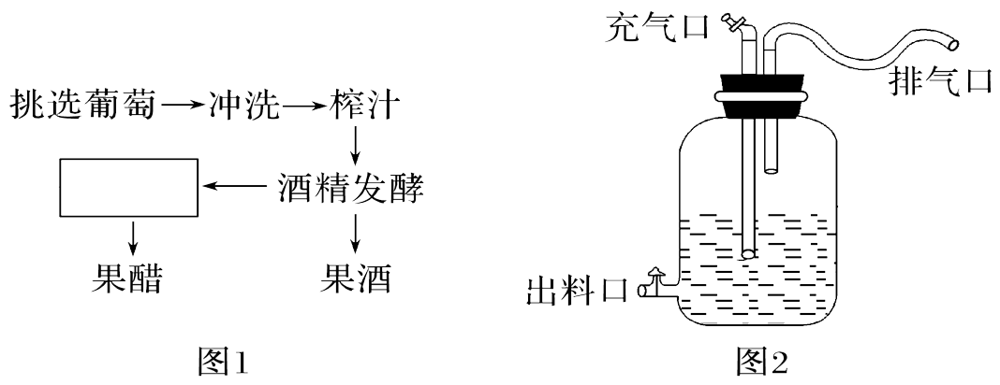 挑选葡萄→冲洗→榨汁
酒精发酵
果醋
果酒
图1
充气口
排气口
出料口
图2